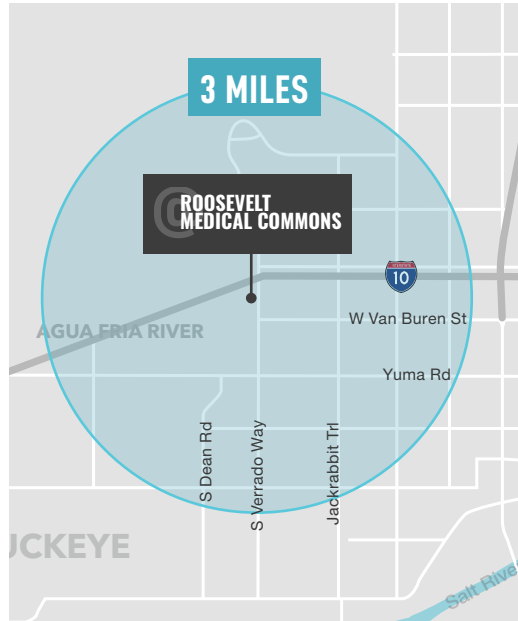 3 MILES
@
ROOSEVELT
MEDICAL COMMONS
10
W Van Buren St
AGUA FRIA RIVER
Yuma Rd
S Dean Rd
S Verrado Way
Jackrabbit Trl
UCKEYE
Salt River